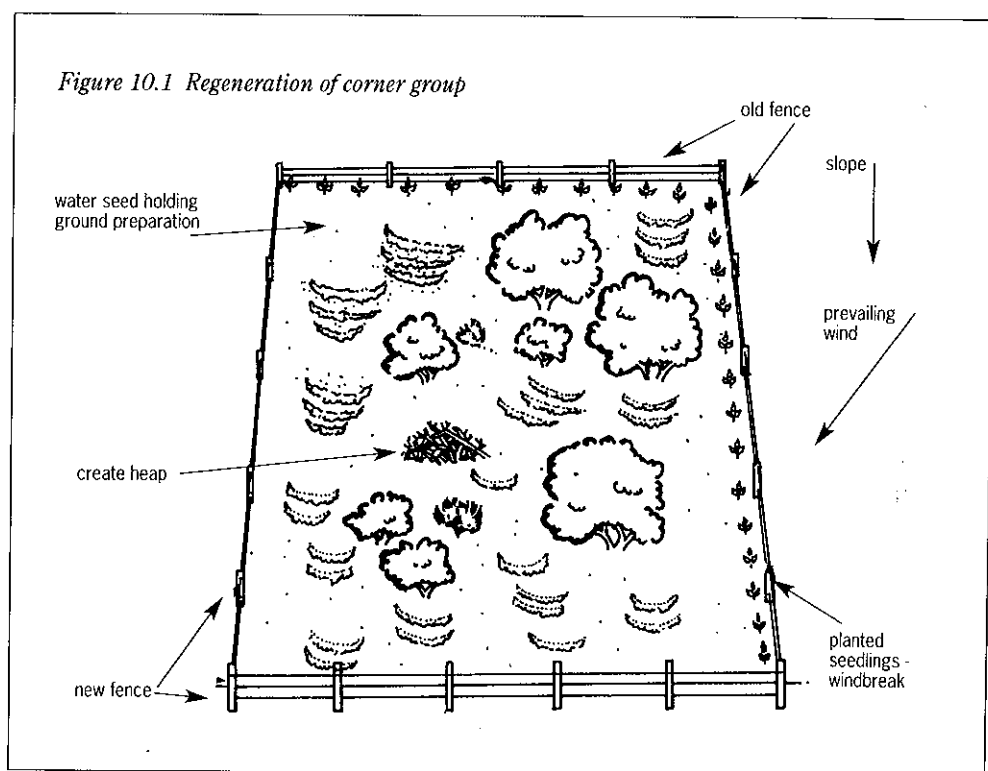 Figure 10.1 Regeneration of corner group
old fence
slope
water seed holding
ground preparation
prevailing
wind
create heap
new fence
planted
seedlings -
windbreak